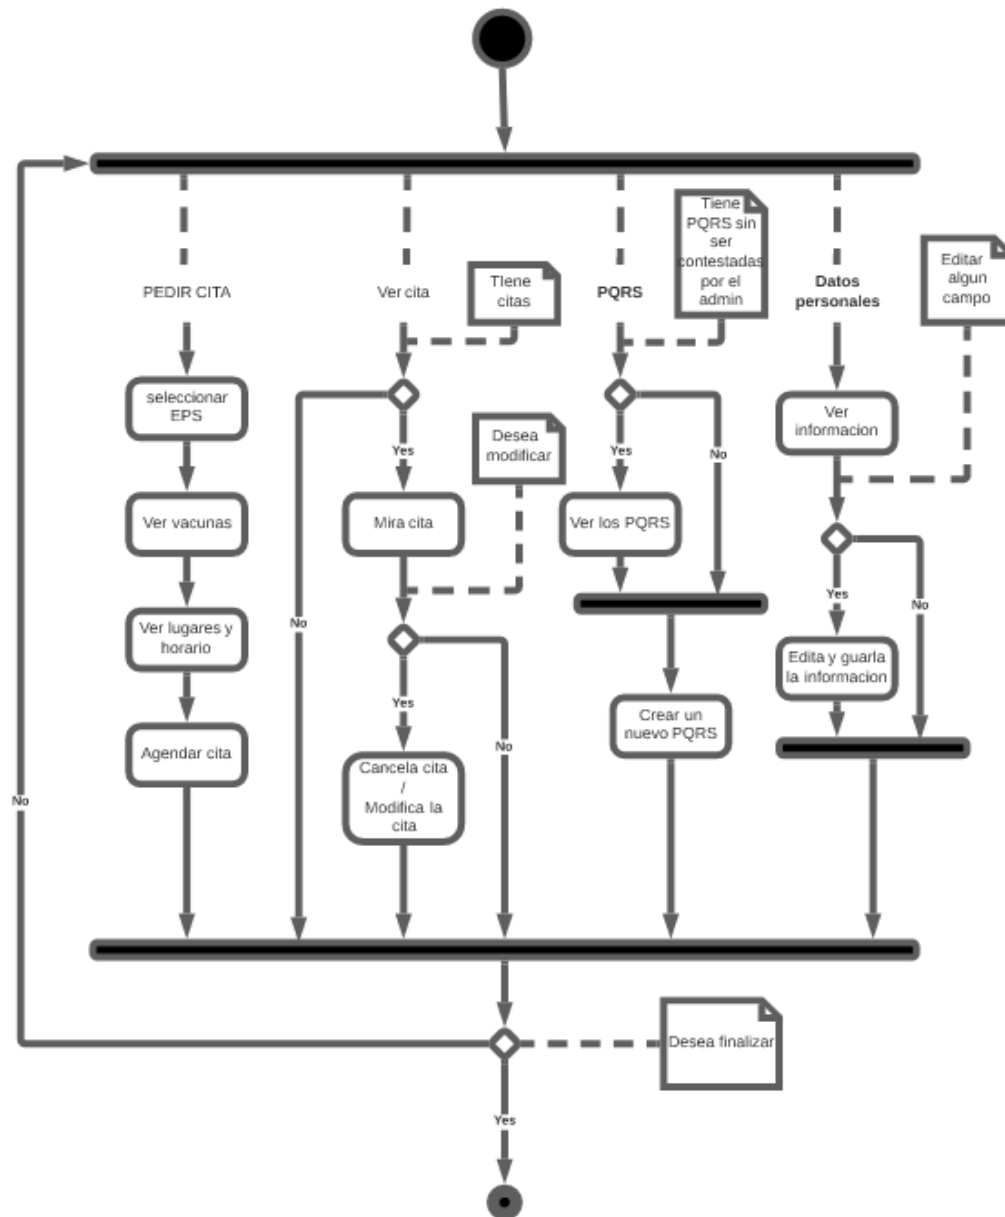 Tiene
PQRS sin
ser
contestadas
por el
admin
Editar
algun
campo
TIene
citas
PEDIR CITA
Ver cita
PQRS
Datos
personales
seleccionar
EPS
Ver
informacion
Desea
modificar
Yes
Yes
No
Ver vacunas
Mira cita
Ver los PQRS
Yes
No
No
Ver lugares y
horario
Edita y guarla
la informacion
Yes
Crear un
nuevo PQRS
No
Agendar cita
Cancela cita
/
Modifica la
cita
No
Desea finalizar
Yes